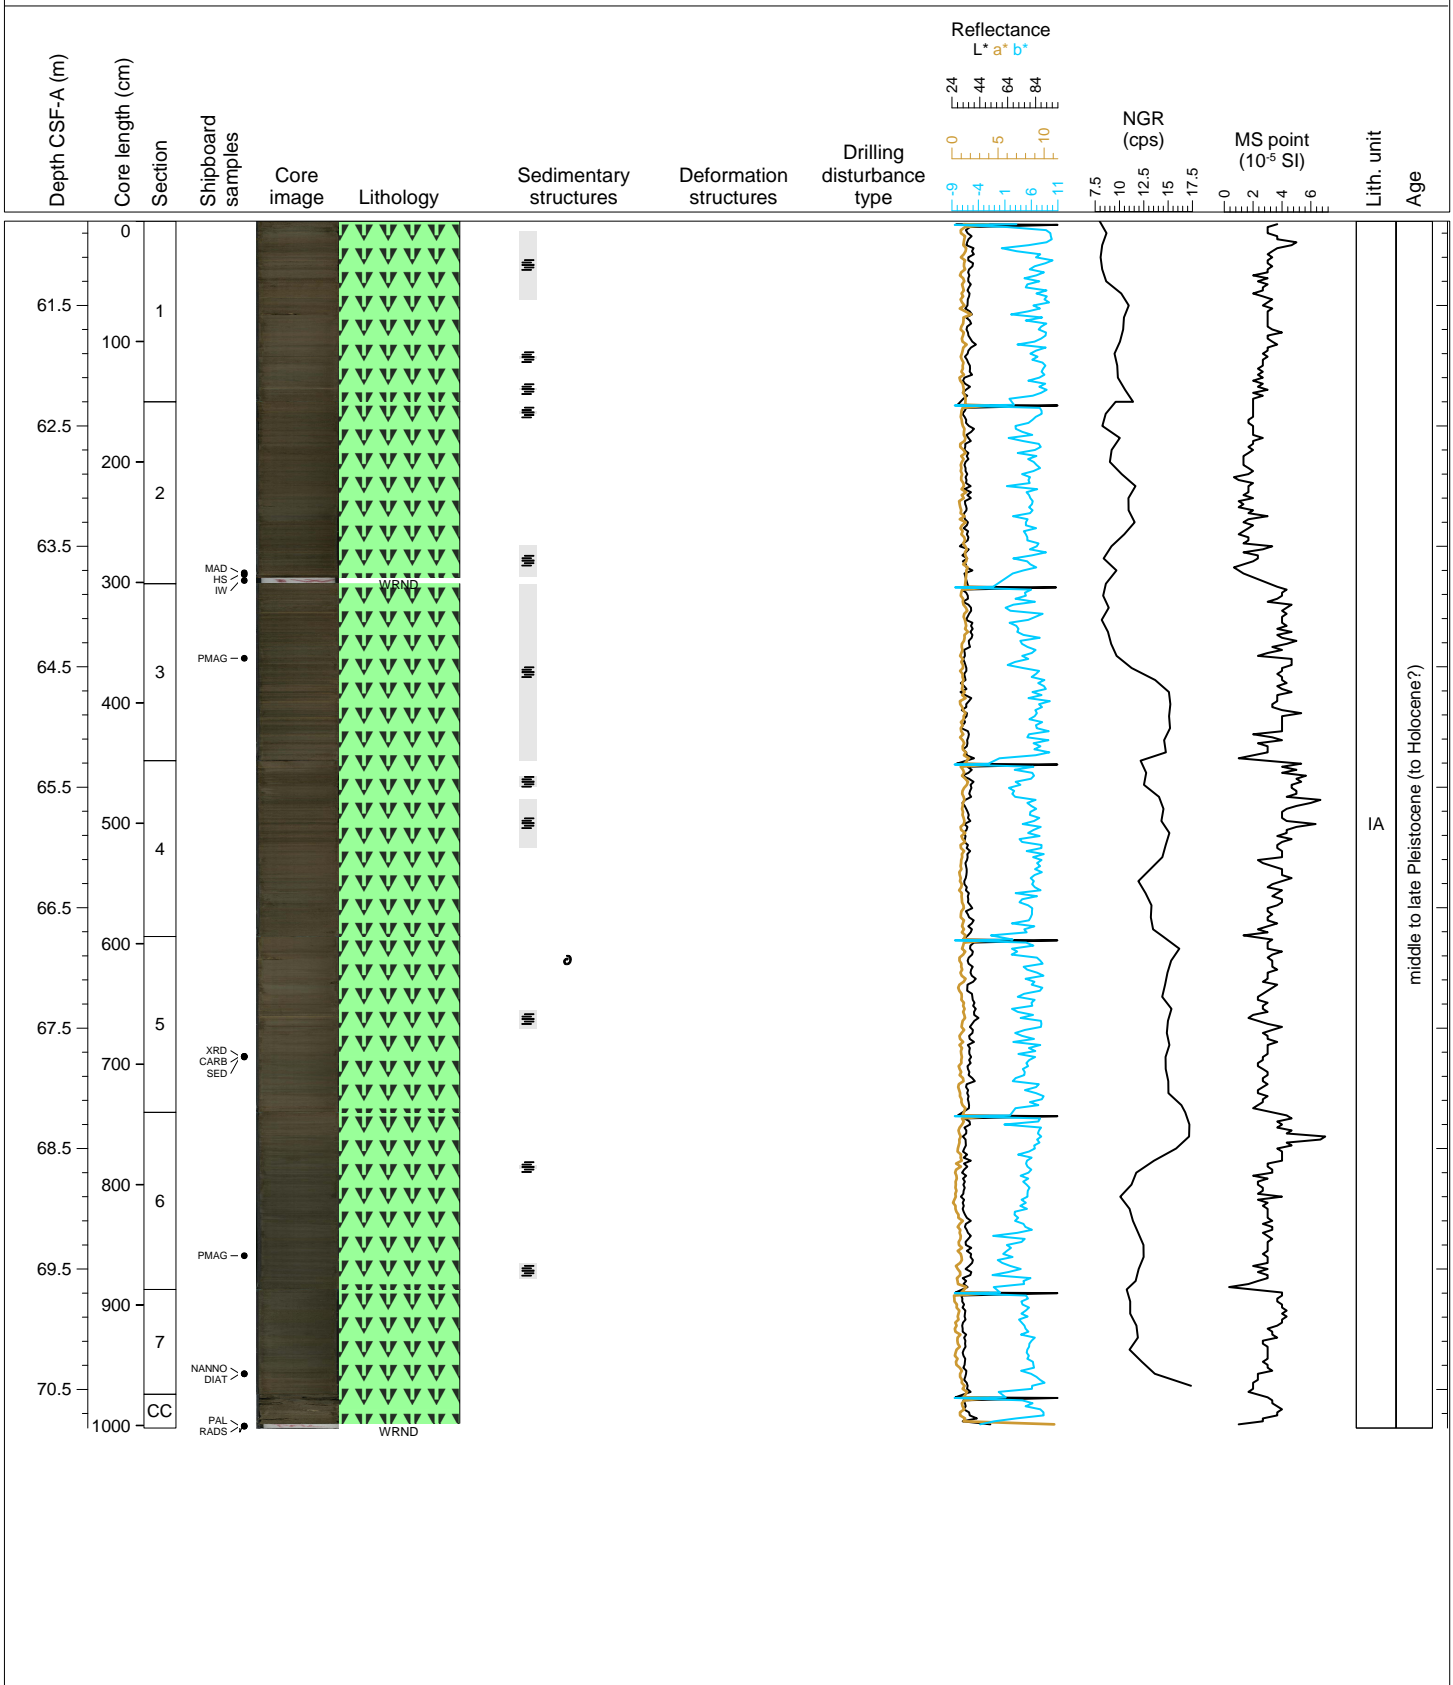 Depth CSF-A (m)
Core length (cm)
Section
Shipboard
samples
Core
image
Lithology
Sedimentary
structures
Deformation
structures
Drilling
disturbance
type
Reflectance
L* a* b*
24 44 64 84
0 5 10
-9 -4 1 6 11
NGR
(cps)
7.5 10 12.5 15 17.5
MS point
(10-5 SI)
0 2 4 6
Lith. unit
Age
0
61.5
1
100
62.5
200
2
63.5
MAD
HS
IW
300
WRND
PMAG
64.5
3
400
65.5
500
4
IA
middle to late Pleistocene (to Holocene?)
66.5
600
67.5
5
XRD
CARB
SED
700
68.5
800
6
PMAG
69.5
900
7
NANNO
DIAT
70.5
CC
PAL
RADS
1000
WRND